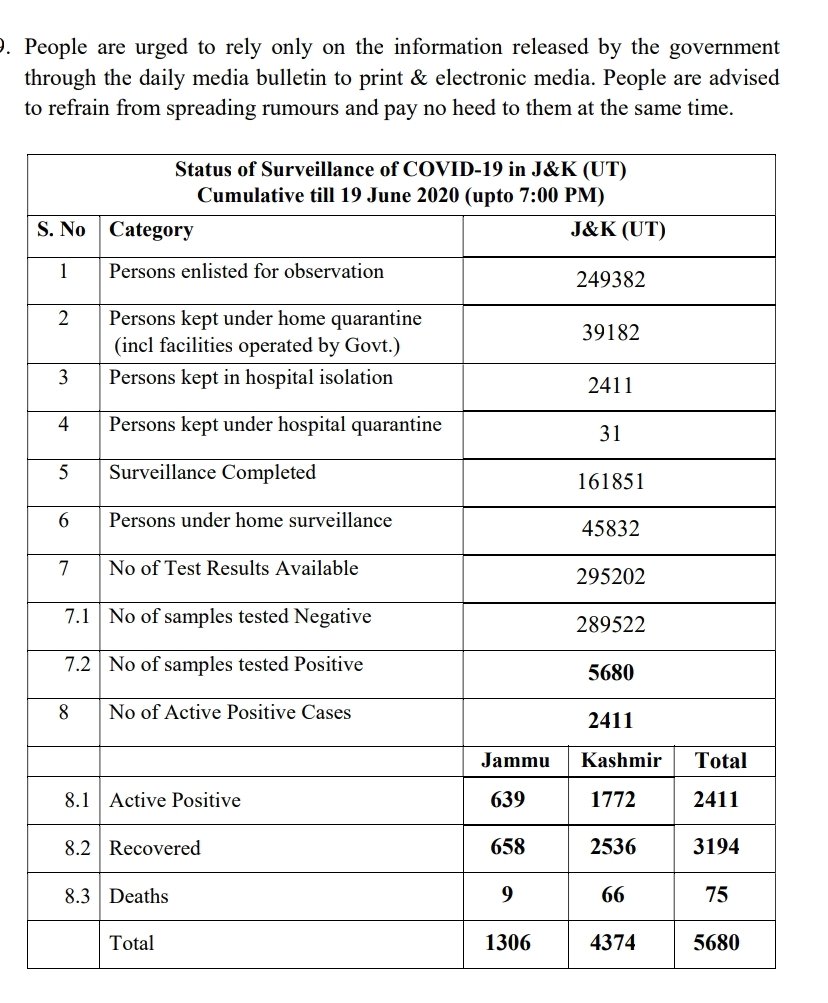 9. People are urged to rely only on the information released by the government
through the daily media bulletin to print & electronic media. People are advised
to refrain from spreading rumours and pay no heed to them at the same time.
Status of Surveillance of COVID-19 in J&K (UT)
Cumulative till 19 June 2020 (upto 7:00 PM)
S. No Category J&K (UT)
1 Persons enlisted for observation 249382
2 Persons kept under home quarantine
(incl facilities operated by Govt.) 39182
3 Persons kept in hospital isolation 2411
4 Persons kept under hospital quarantine 31
5 Surveillance Completed 161851
6 Persons under home surveillance 45832
7 No of Test Results Available 295202
7.1 No of samples tested Negative 289522
7.2 No of samples tested Positive 5680
8 No of Active Positive Cases 2411
Jammu Kashmir Total
8.1 Active Positive 639 1772 2411
8.2 Recovered 658 2536 3194
8.3 Deaths 9 66 75
Total 1306 4374 5680